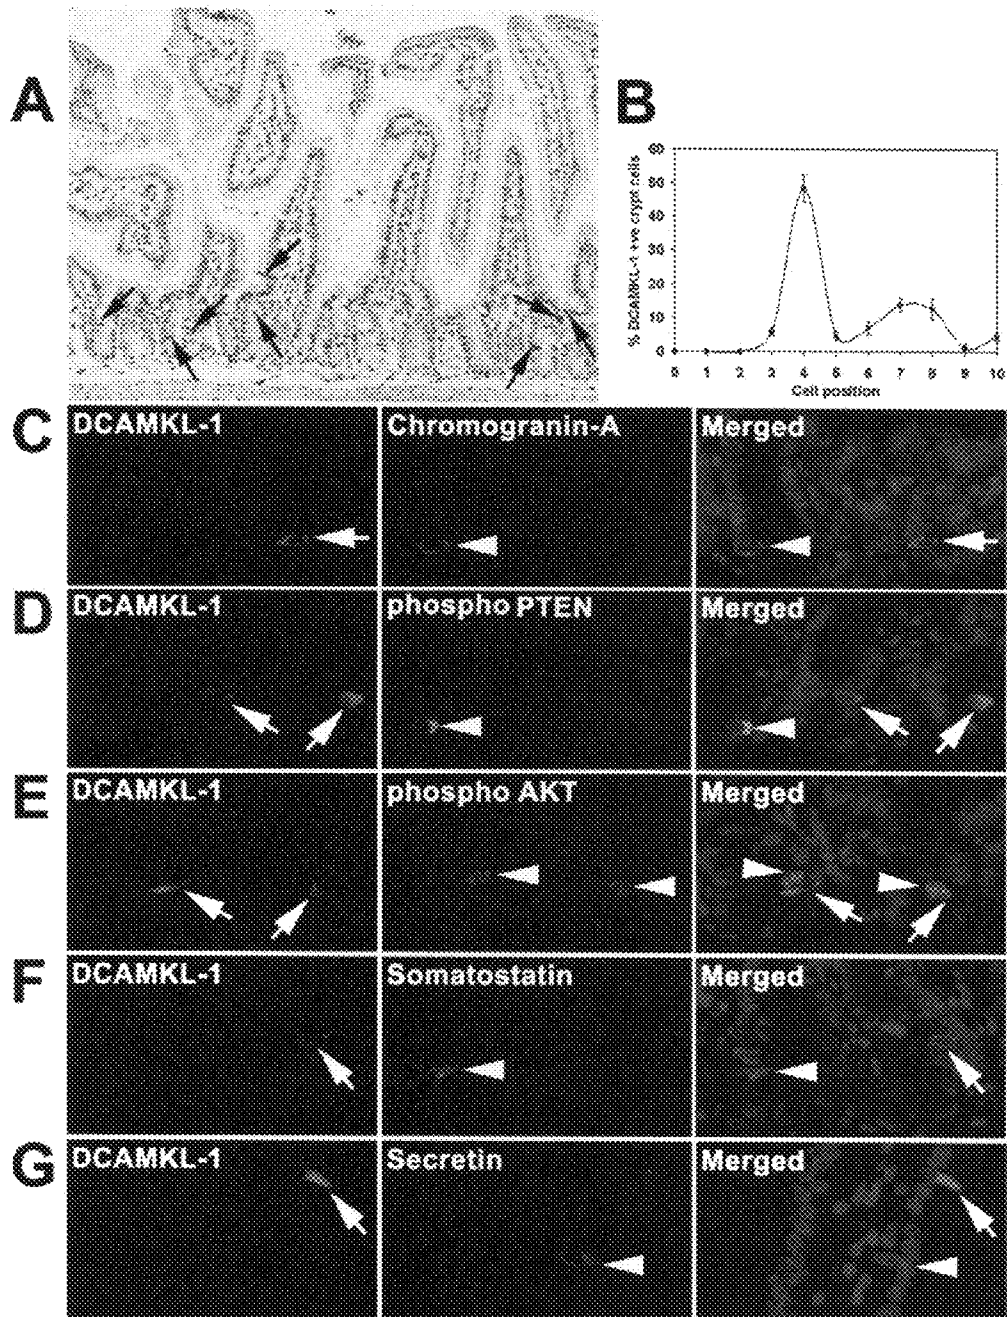 A
B
% DCAMKL-1 +ve crypt cells
60
50
40
30
20
10
0
0 1 2 3 4 5 6 7 8 9 10
Cell position
C
DCAMKL-1 Chromogranin-A Merged
D
DCAMKL-1 phospho PTEN Merged
E
DCAMKL-1 phospho AKT Merged
F
DCAMKL-1 Somatostatin Merged
G
DCAMKL-1 Secretin Merged